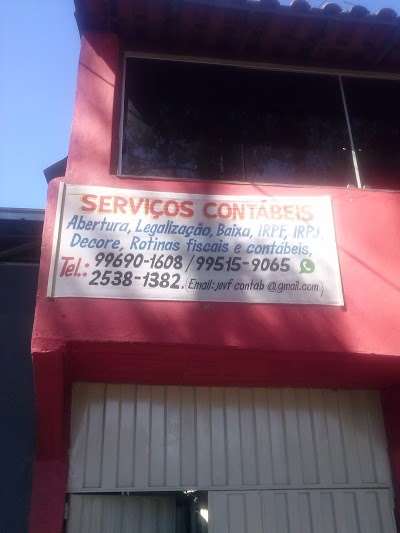 SERVIÇOS CONTÁBEIS
Abertura, Legalização, Baixa, IRPF, IRPJ,
Decore, Rotinas fiscais e contábeis,
Tel.: 99690-1608 / 99515-9065
2538-1382. Email: jevf contab @gmail.com